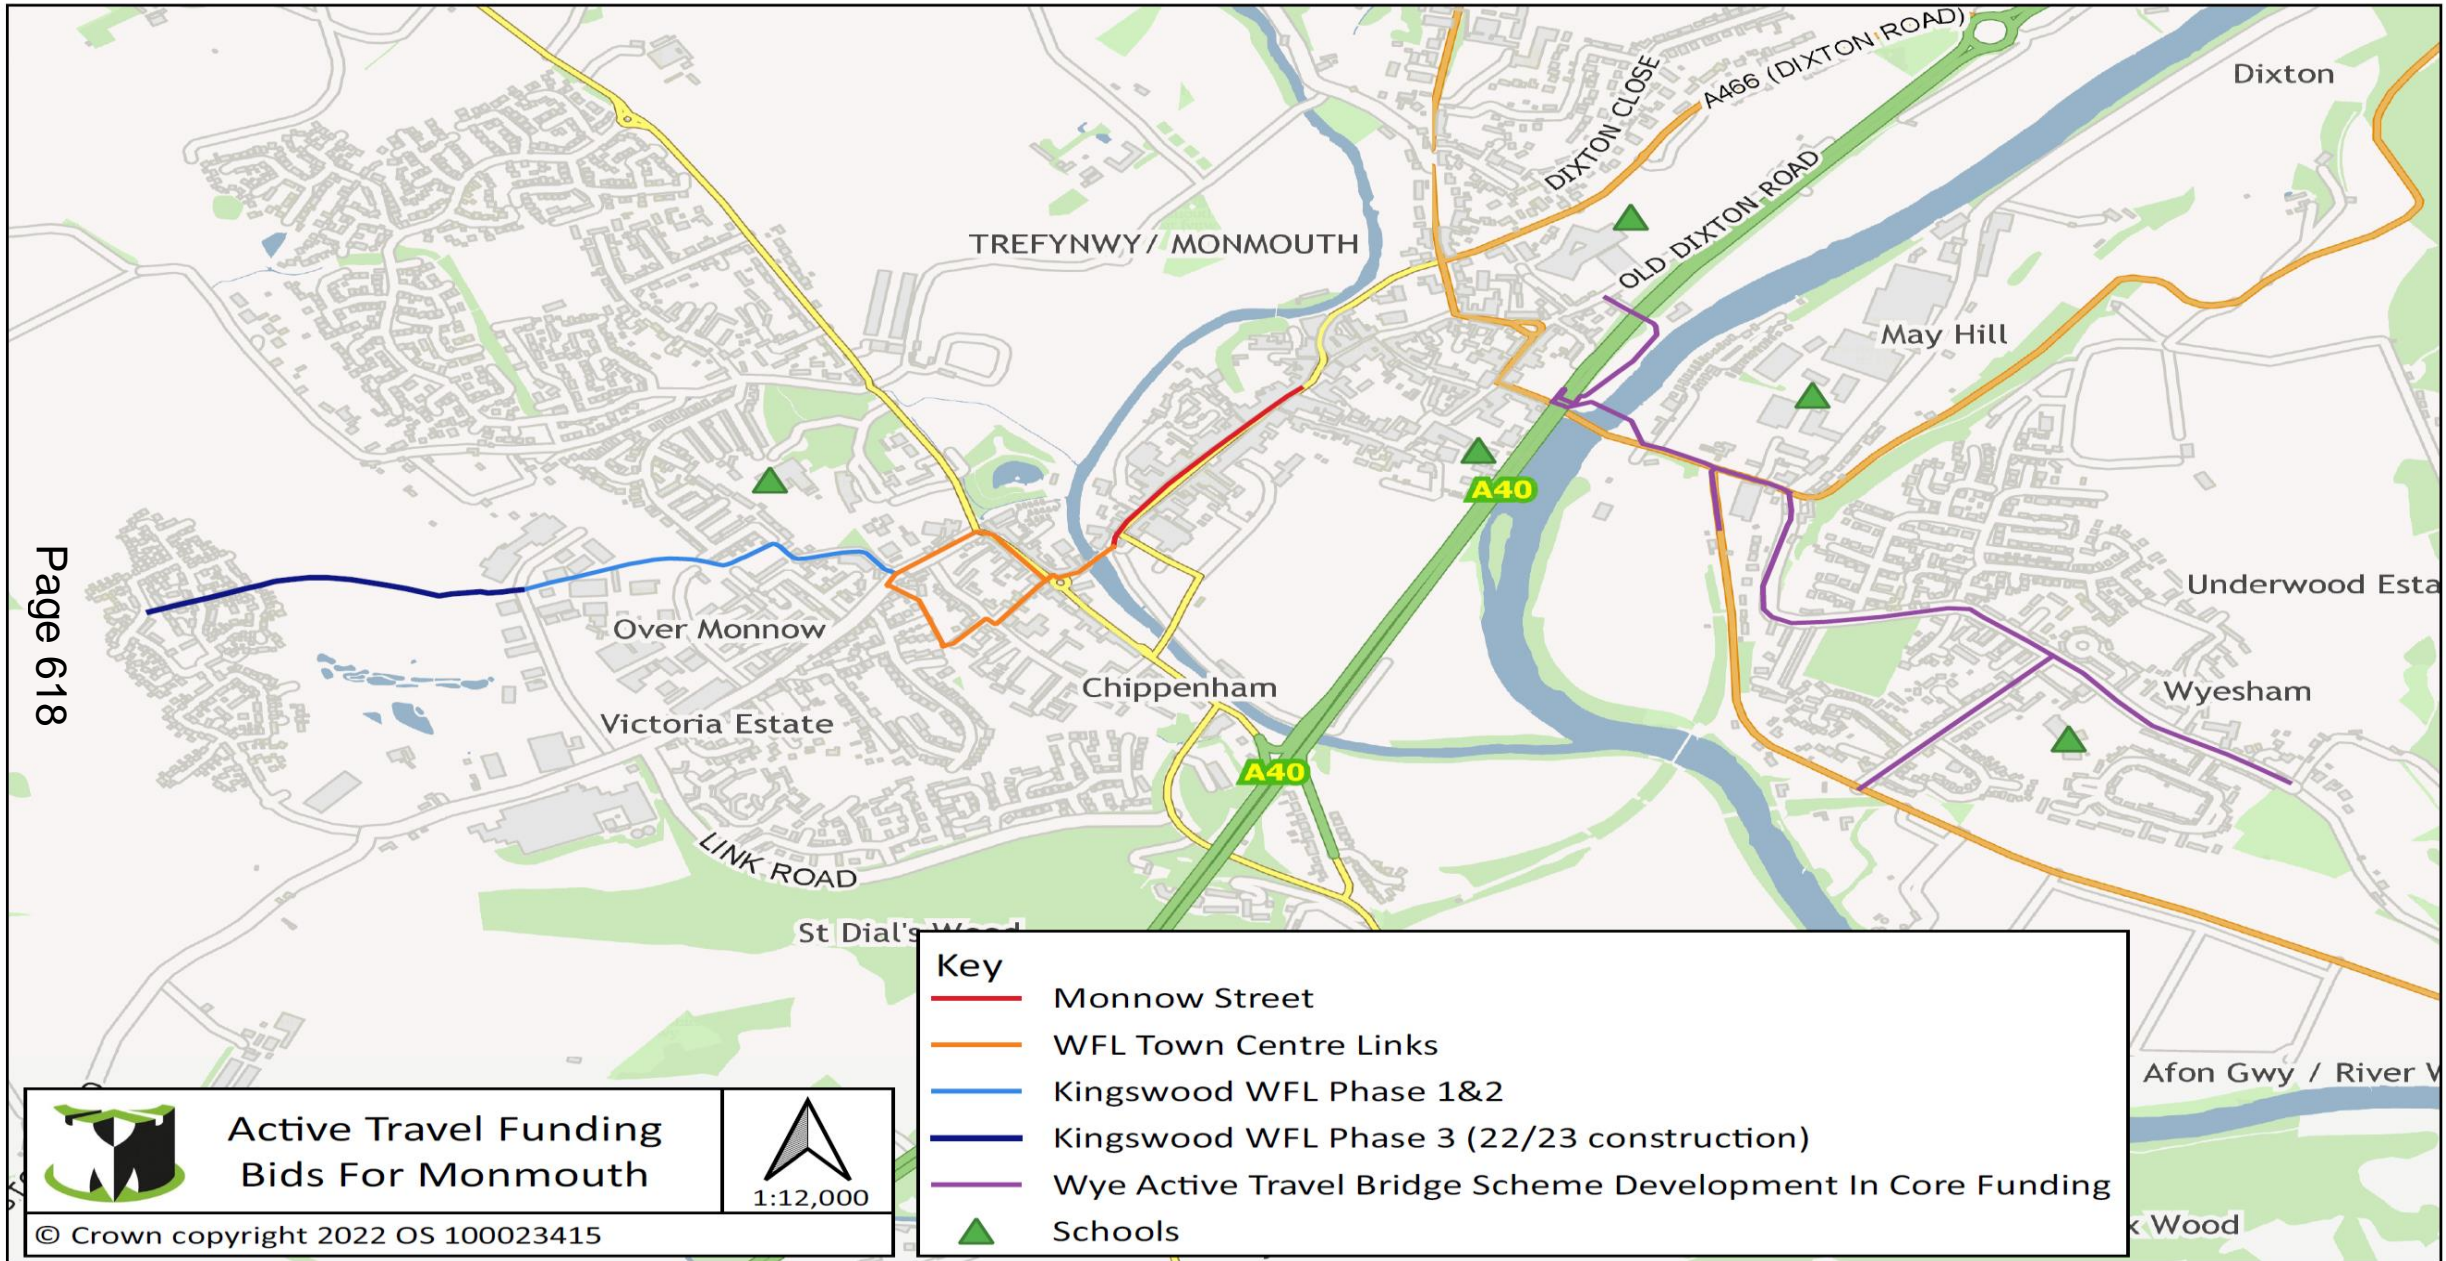 A466 (DIXTON ROAD)
Dixton
DIXTON CLOSE
OLD DIXTON ROAD
TREFYNWY/ MONMOUTH
May Hill
A40
Page 618
Underwood Esta
Over Monnow
Chippenham
Wyesham
Victoria Estate
A40
LINK ROAD
St Dial's Wood
Key
Monnow Street
WFL Town Centre Links
Kingswood WFL Phase 1&2
Kingswood WFL Phase 3 (22/23 construction)
Wye Active Travel Bridge Scheme Development In Core Funding
Schools
Afon Gwy / River
Wood
Active Travel Funding
Bids For Monmouth
1:12,000
© Crown copyright 2022 OS 100023415